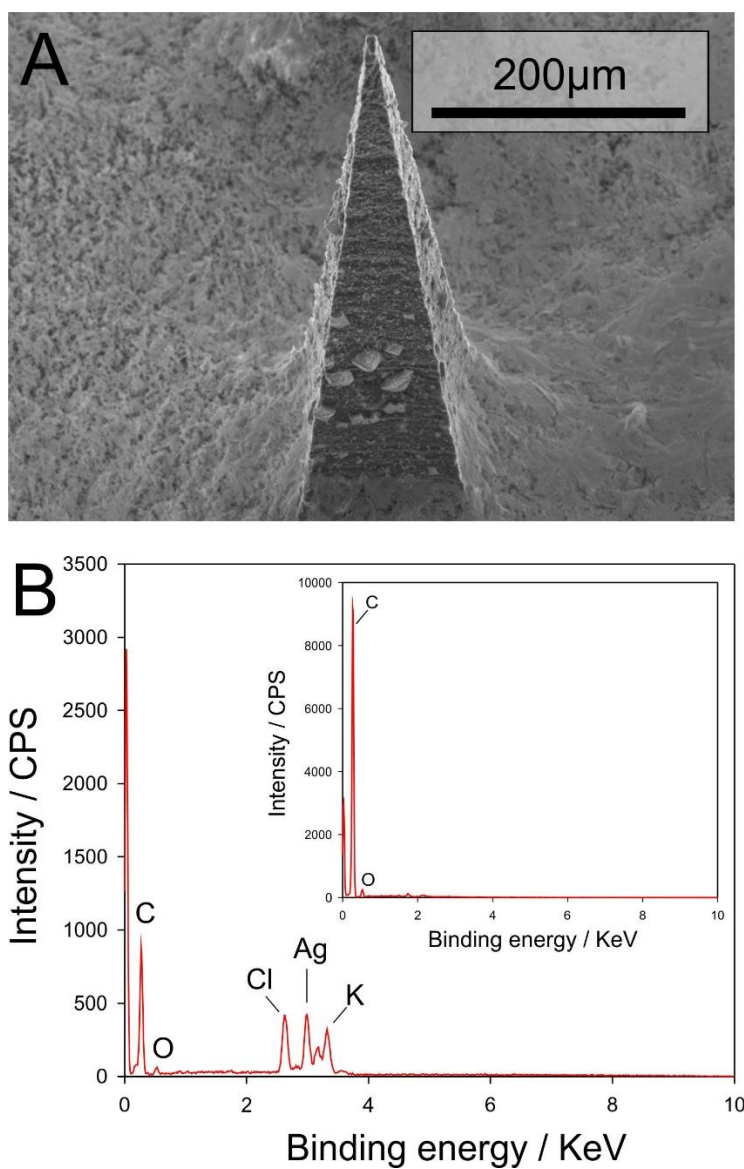 A
200µm
B
3500
3000
2500
2000
1500
1000
500
0
Intensity / CPS
C
O
Cl
Ag
K
0 2 4 6 8 10
Binding energy / KeV
10000
8000
6000
4000
2000
0
Intensity / CPS
C
O
0 2 4 6 8 10
Binding energy / KeV